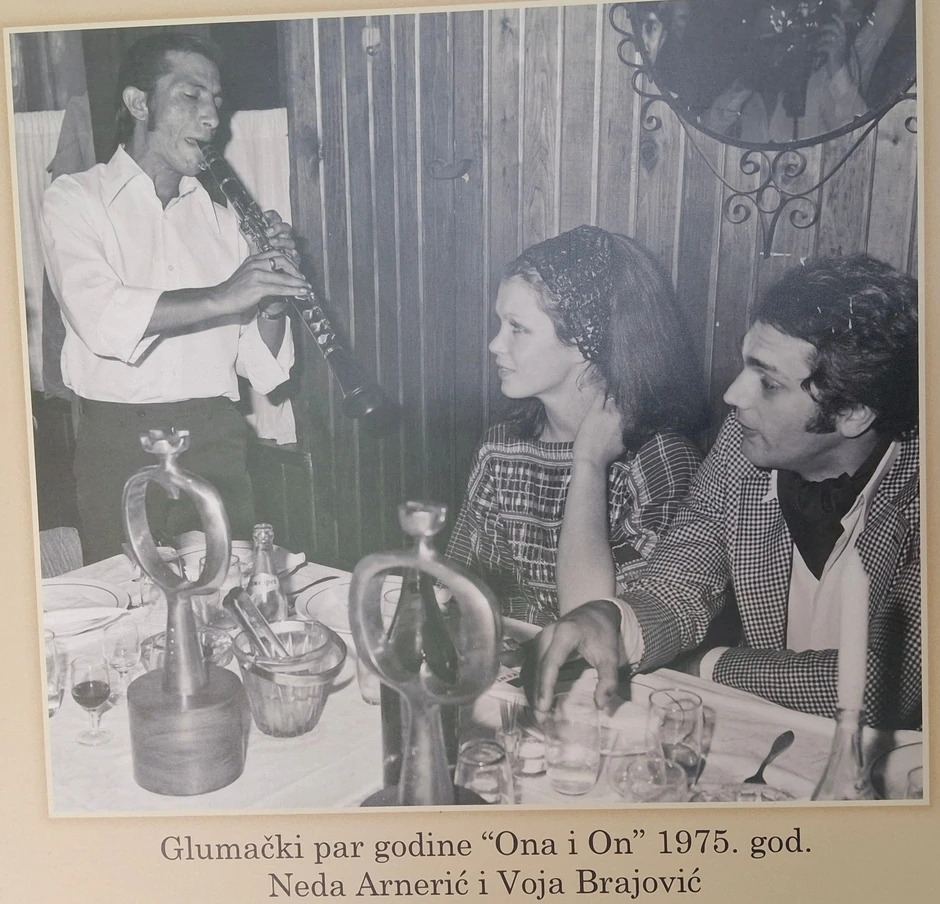 Glumački par godine “Ona i On” 1975. god.
Neda Arnerić i Voja Brajović